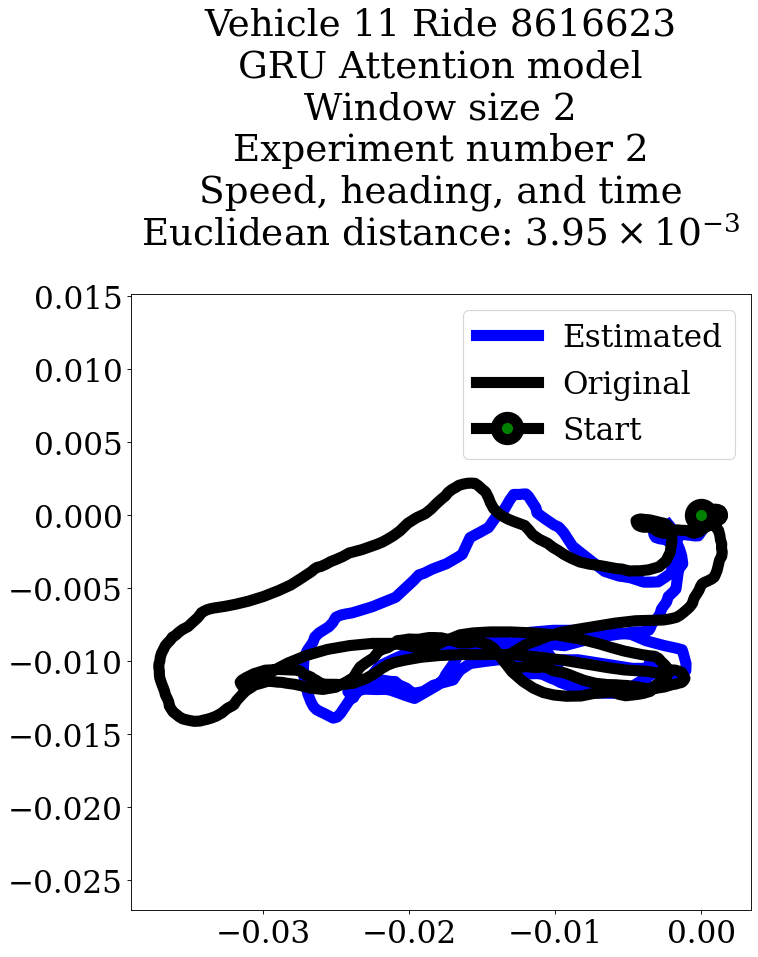 Vehicle 11 Ride 8616623
GRU Attention model
Window size 2
Experiment number 2
Speed, heading, and time
Euclidean distance: 3.95 × 10⁻³
0.015
Estimated
0.010
Original
0.005
Start
0.000
−0.005
−0.010
−0.015
−0.020
−0.025
−0.03 −0.02 −0.01 0.00